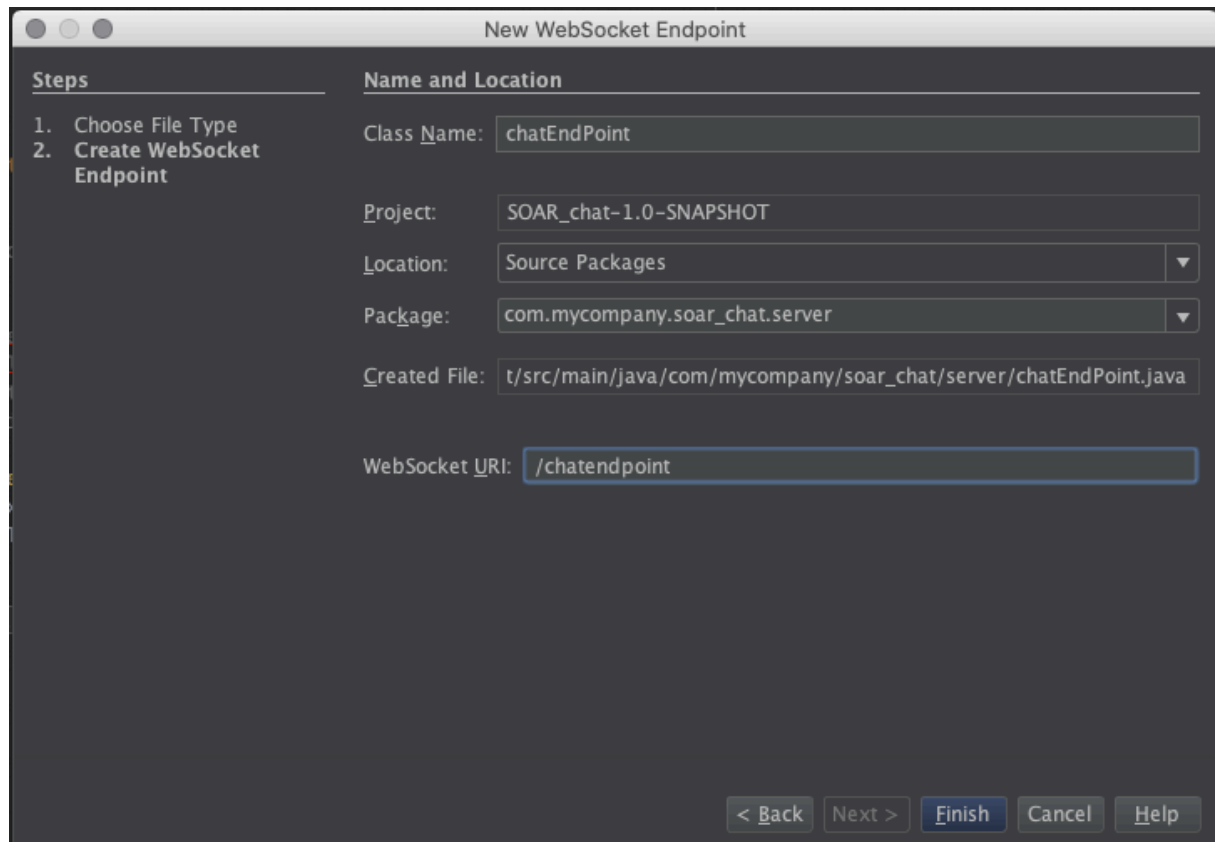 New WebSocket Endpoint
Steps
1. Choose File Type
2. Create WebSocket
Endpoint
Name and Location
Class Name: chatEndPoint
Project: SOAR_chat-1.0-SNAPSHOT
Location: Source Packages
Package: com.mycompany.soar_chat.server
Created File: t/src/main/java/com/mycompany/soar_chat/server/chatEndPoint.java
WebSocket URI: /chatendpoint
< Back Next > Finish Cancel Help